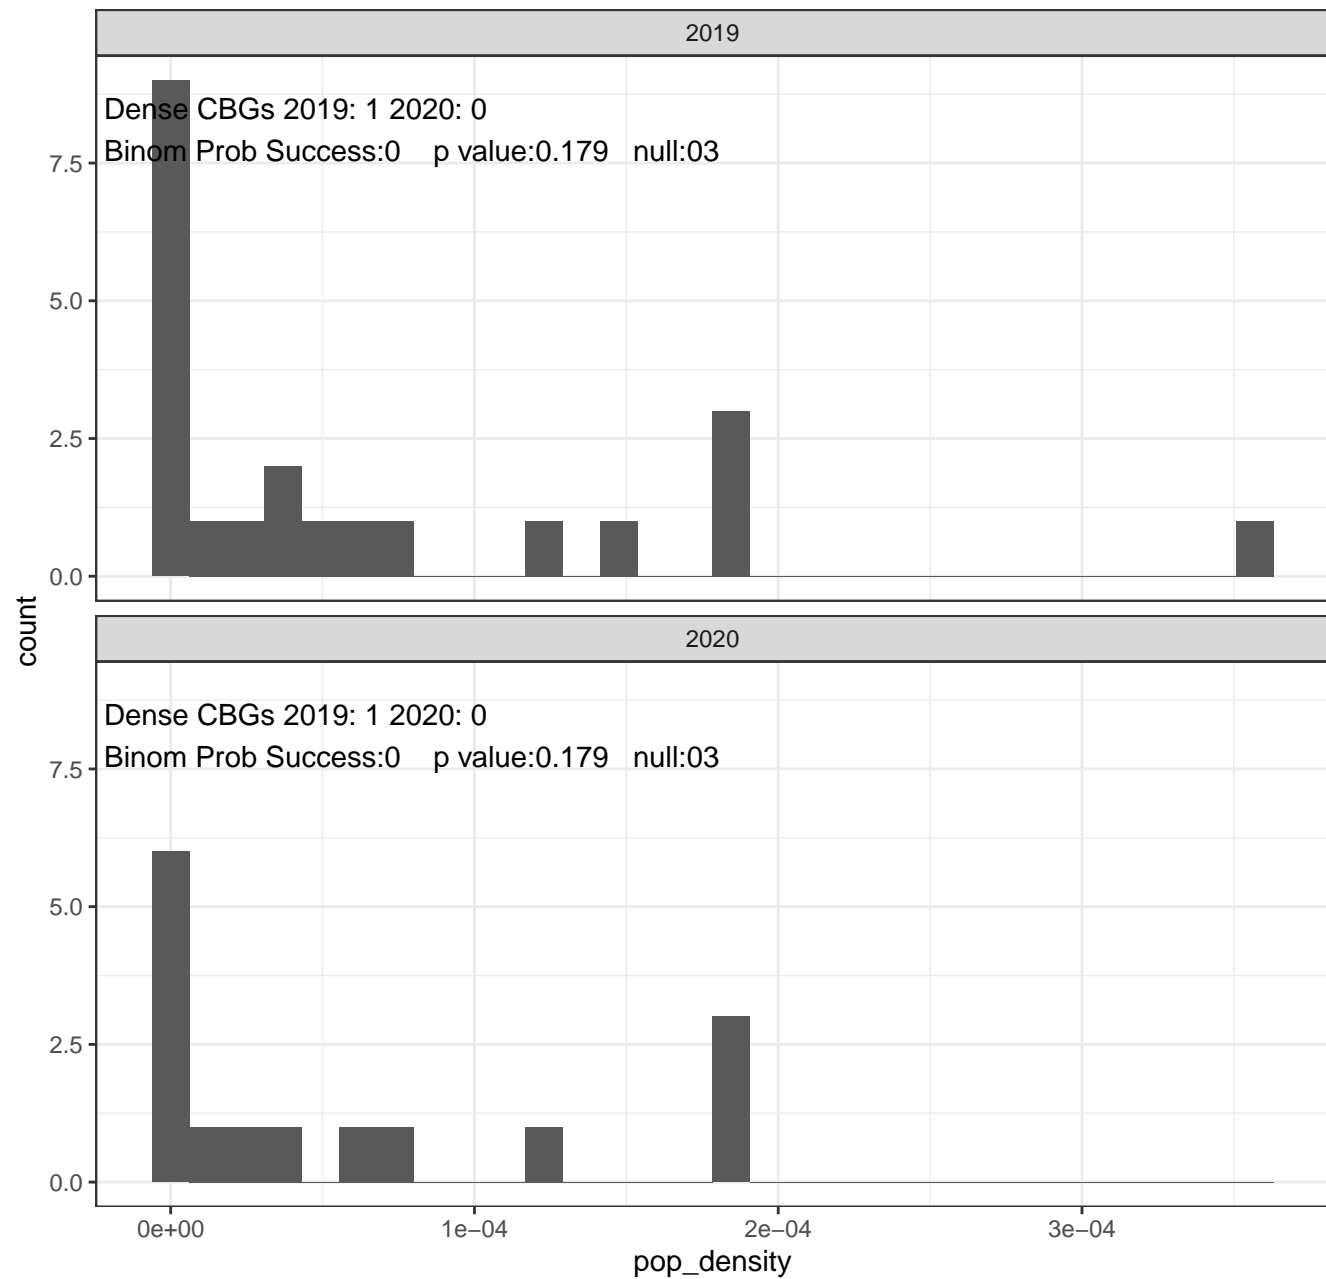 2019
Dense CBGs 2019: 1 2020: 0
Binom Prob Success:0 p value:0.179 null:03
7.5
5.0
2.5
0.0
count
2020
Dense CBGs 2019: 1 2020: 0
Binom Prob Success:0 p value:0.179 null:03
7.5
5.0
2.5
0.0
0e+00 1e−04 2e−04 3e−04
pop_density